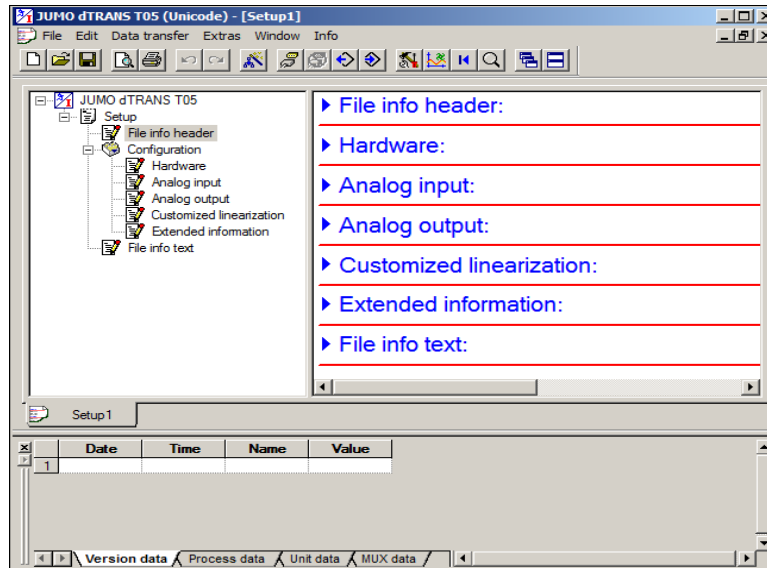 JUMO dTRANS T05 (Unicode) - [Setup1]
File Edit Data transfer Extras Window Info
JUMO dTRANS T05
Setup
File info header
Configuration
Hardware
Analog input
Analog output
Customized linearization
Extended information
File info text
File info header:
Hardware:
Analog input:
Analog output:
Customized linearization:
Extended information:
File info text:
Setup1
Date Time Name Value
1
Version data Process data Unit data MUX data